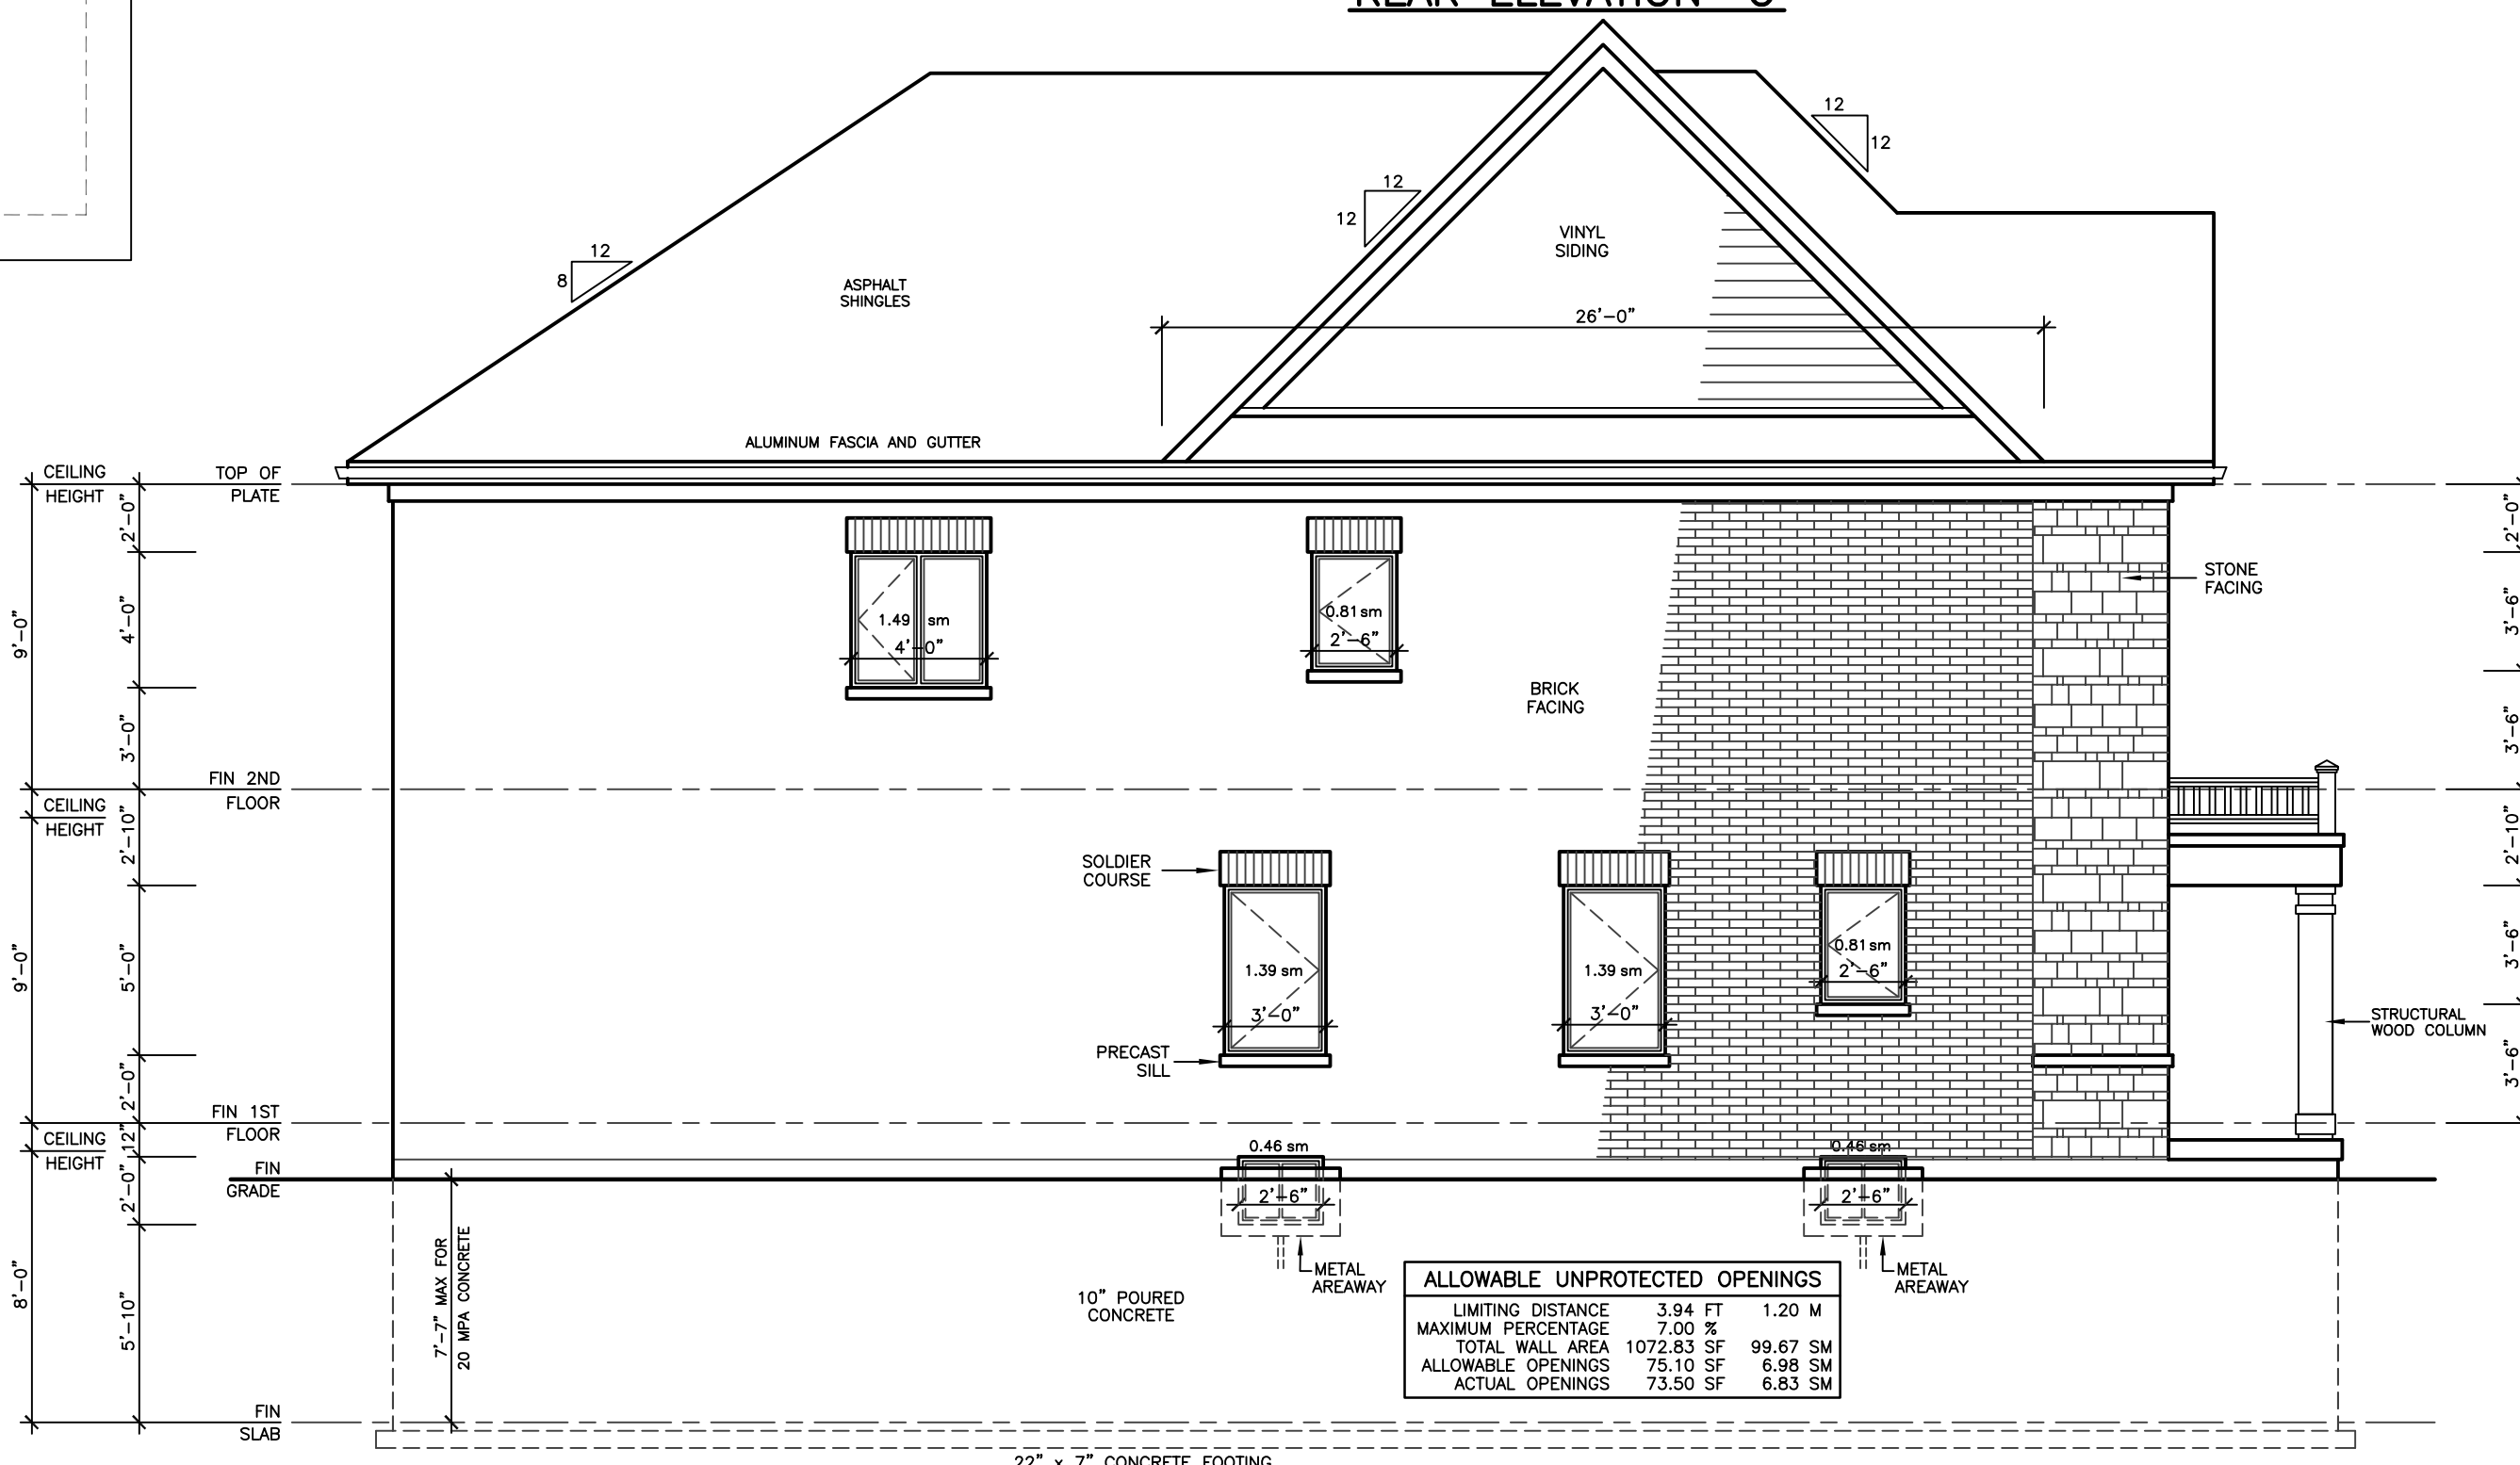 REAR ELEVATION 'C'
12
12
12
12
VINYL
SIDING
12
8
ASPHALT
SHINGLES
26'-0"
ALUMINUM FASCIA AND GUTTER
CEILING
HEIGHT
TOP OF
PLATE
2'-0"
4'-0"
3'-0"
9'-0"
1.49 sm
4'-0"
0.81 sm
2'-6"
BRICK
FACING
STONE
FACING
2'-0"
3'-6"
3'-6"
FIN 2ND
FLOOR
CEILING
HEIGHT
2'-10"
5'-0"
2'-0"
9'-0"
SOLDIER
COURSE
1.39 sm
3'-0"
1.39 sm
3'-0"
0.81 sm
2'-6"
PRECAST
SILL
STRUCTURAL
WOOD COLUMN
2'-10"
3'-6"
3'-6"
FIN 1ST
FLOOR
CEILING
HEIGHT
12"
2'-0"
5'-10"
8'-0"
FIN
GRADE
0.46 sm
2'-6"
0.46 sm
2'-6"
METAL
AREAWAY
METAL
AREAWAY
7'-7" MAX FOR
20 MPA CONCRETE
10" POURED
CONCRETE
ALLOWABLE UNPROTECTED OPENINGS
LIMITING DISTANCE 3.94 FT 1.20 M
MAXIMUM PERCENTAGE 7.00 %
TOTAL WALL AREA 1072.83 SF 99.67 SM
ALLOWABLE OPENINGS 75.10 SF 6.98 SM
ACTUAL OPENINGS 73.50 SF 6.83 SM
FIN
SLAB
22" x 7" CONCRETE FOOTING